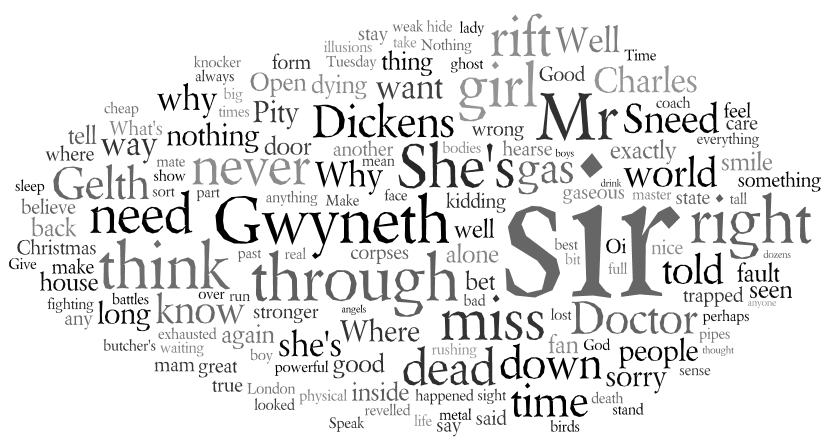 weak hide lady
stay
illusions take Nothing
rift Well
knocker form Tuesday thing ghost Time
always
Open dying want girl Good Charles
why big
cheap times Pity Dickens wrong Mr coach Sneed feel
care
What's
tell way nothing door another bodies hearse boys exactly everything
where mate mean
never Why She's gas world smile
sleep Gelth show
sort part face drink something
believe anything Make kidding gaseous master state tall
need Gwyneth well Sir right
back
Christmas past real corpses alone best Oi nice
bit
Give make think through bet full told fault dozens
house
fighting battles over run bad trapped seen anyone
any long know stronger angels miss lost Doctor perhaps
exhausted again Where fan God pipes
butcher's waiting boy she's rushing people thought
mam great powerful good dead down sorry sense
true London physical inside happened sight time death
looked revelled metal stand
Speak life say said birds